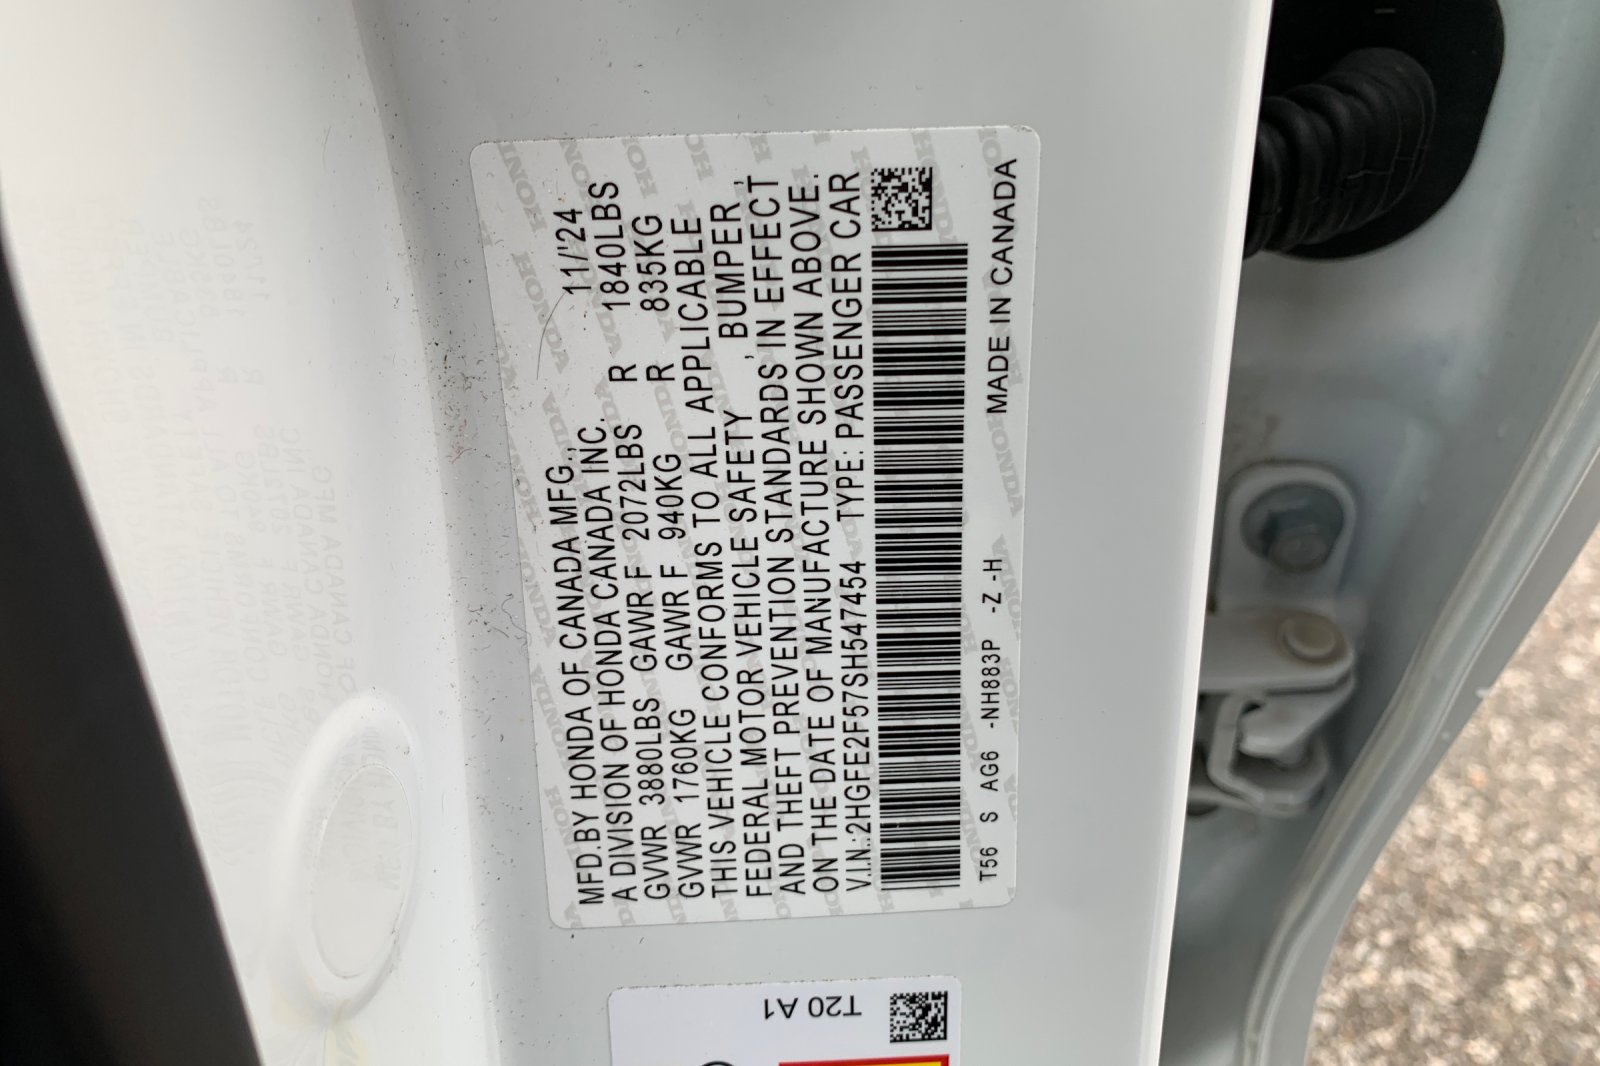 MFD.BY HONDA OF CANADA MFG., 11/'24
A DIVISION OF HONDA CANADA INC.
GVWR 3880LBS GAWR F 2072LBS R 1840LBS
GVWR 1760KG GAWR F 940KG R 835KG
THIS VEHICLE CONFORMS TO ALL APPLICABLE
FEDERAL MOTOR VEHICLE SAFETY , BUMPER ,
AND THEFT PREVENTION STANDARDS IN EFFECT
ON THE DATE OF MANUFACTURE SHOWN ABOVE.
V.I.N.:2HGFE2F57SH547454 TYPE: PASSENGER CAR
MADE IN CANADA
T56 S AG6 -NH883P -Z -H
T20 A1